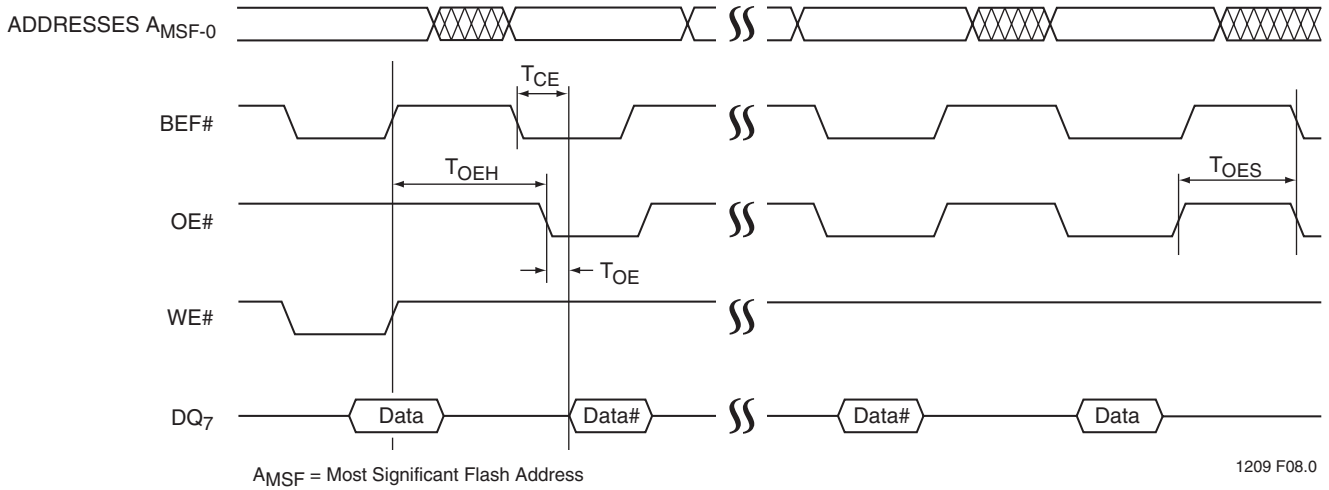 ADDRESSES AMSF-0
TCE
BEF#
TOEH
TOES
OE#
TOE
WE#
DQ7
Data
Data#
Data#
Data
AMSF = Most Significant Flash Address
1209 F08.0